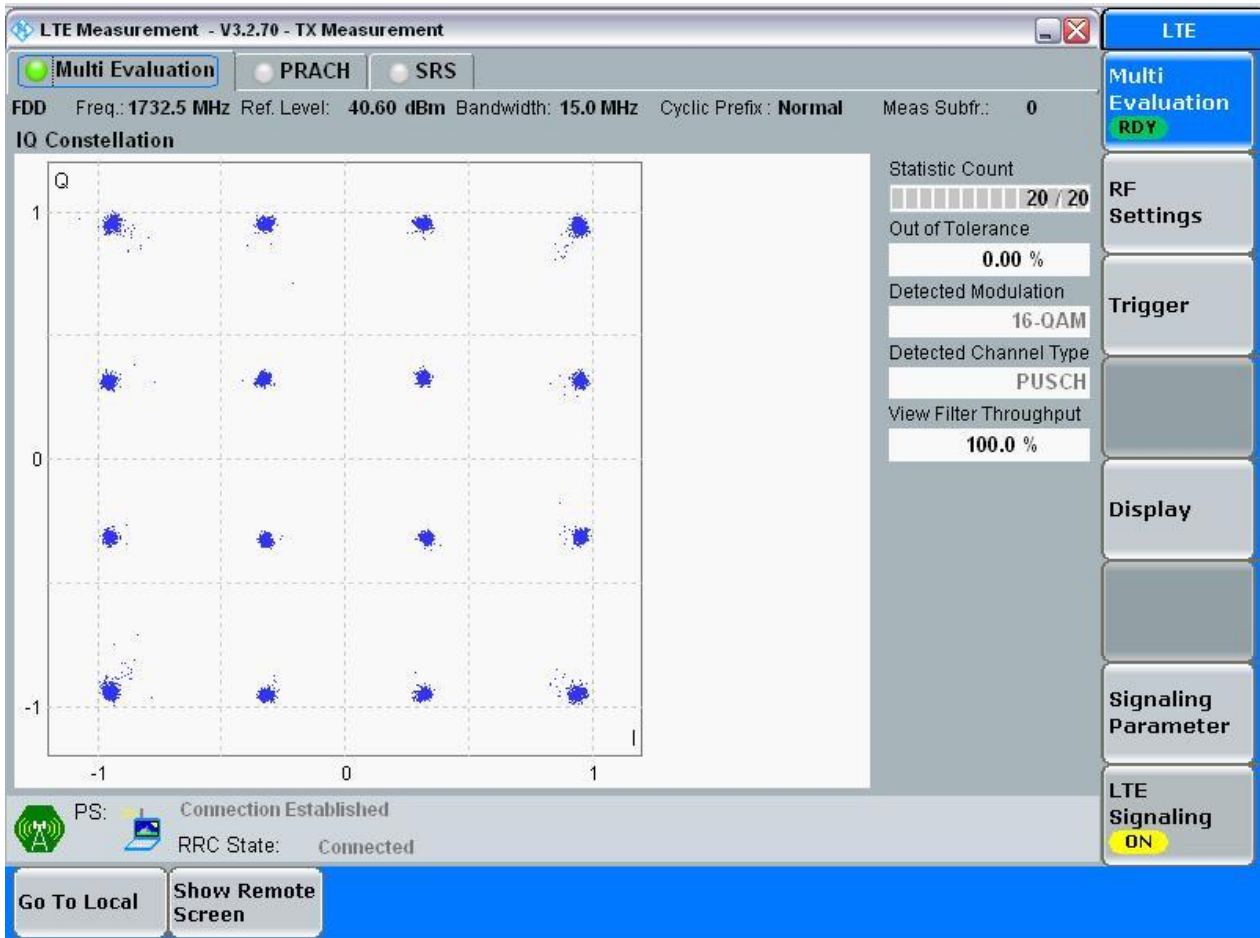 LTE Measurement - V3.2.70 - TX Measurement
LTE
Multi Evaluation PRACH SRS
Multi
Evaluation
RDY
FDD Freq.: 1732.5 MHz Ref. Level: 40.60 dBm Bandwidth: 15.0 MHz Cyclic Prefix : Normal Meas Subfr.: 0
IQ Constellation
Q
1
0
-1
-1 0 1
I
Statistic Count
20 / 20
Out of Tolerance
0.00 %
Detected Modulation
16-QAM
Detected Channel Type
PUSCH
View Filter Throughput
100.0 %
RF
Settings
Trigger
Display
Signaling
Parameter
LTE
Signaling
ON
PS: Connection Established
RRC State: Connected
Go To Local
Show Remote
Screen